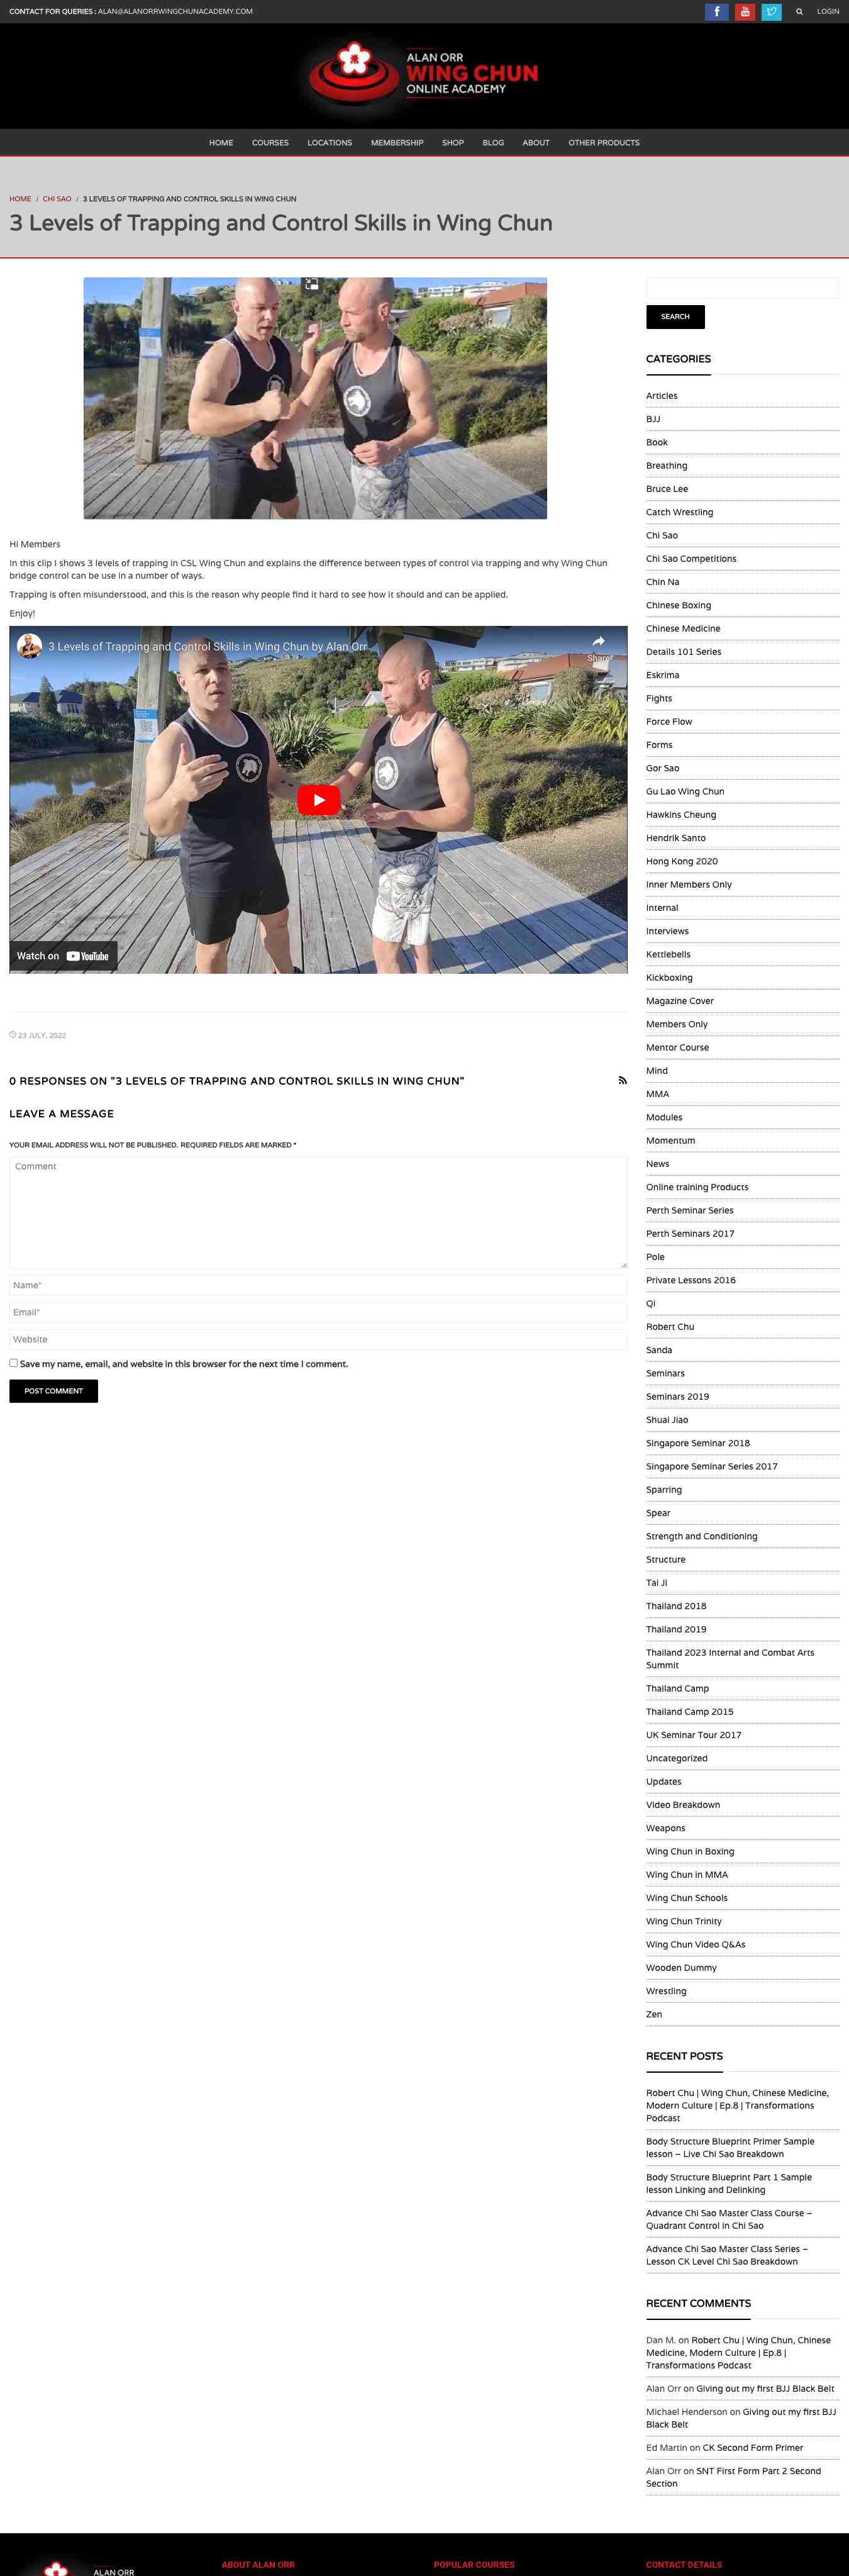 CONTACT FOR QUERIES : ALAN@ALANORRWINGCHUNACADEMY.COM
LOGIN
ALAN ORR
WING CHUN
ONLINE ACADEMY
HOME
COURSES
LOCATIONS
MEMBERSHIP
SHOP
BLOG
ABOUT
OTHER PRODUCTS
HOME / CHI SAO / 3 LEVELS OF TRAPPING AND CONTROL SKILLS IN WING CHUN
3 Levels of Trapping and Control Skills in Wing Chun
Hi Members
In this clip I shows 3 levels of trapping in CSL Wing Chun and explains the difference between types of control via trapping and why Wing Chun
bridge control can be use in a number of ways.
Trapping is often misunderstood, and this is the reason why people find it hard to see how it should and can be applied.
Enjoy!
3 Levels of Trapping and Control Skills in Wing Chun by Alan Orr
Share
Watch on YouTube
23 JULY, 2022
0 RESPONSES ON "3 LEVELS OF TRAPPING AND CONTROL SKILLS IN WING CHUN"
LEAVE A MESSAGE
YOUR EMAIL ADDRESS WILL NOT BE PUBLISHED. REQUIRED FIELDS ARE MARKED *
Comment
Name*
Email*
Website
Save my name, email, and website in this browser for the next time I comment.
POST COMMENT
SEARCH
CATEGORIES
Articles
BJJ
Book
Breathing
Bruce Lee
Catch Wrestling
Chi Sao
Chi Sao Competitions
Chin Na
Chinese Boxing
Chinese Medicine
Details 101 Series
Eskrima
Fights
Force Flow
Forms
Gor Sao
Gu Lao Wing Chun
Hawkins Cheung
Hendrik Santo
Hong Kong 2020
Inner Members Only
Internal
Interviews
Kettlebells
Kickboxing
Magazine Cover
Members Only
Mentor Course
Mind
MMA
Modules
Momentum
News
Online training Products
Perth Seminar Series
Perth Seminars 2017
Pole
Private Lessons 2016
Qi
Robert Chu
Sanda
Seminars
Seminars 2019
Shuai Jiao
Singapore Seminar 2018
Singapore Seminar Series 2017
Sparring
Spear
Strength and Conditioning
Structure
Tai Ji
Thailand 2018
Thailand 2019
Thailand 2023 Internal and Combat Arts
Summit
Thailand Camp
Thailand Camp 2015
UK Seminar Tour 2017
Uncategorized
Updates
Video Breakdown
Weapons
Wing Chun in Boxing
Wing Chun in MMA
Wing Chun Schools
Wing Chun Trinity
Wing Chun Video Q&As
Wooden Dummy
Wrestling
Zen
RECENT POSTS
Robert Chu | Wing Chun, Chinese Medicine,
Modern Culture | Ep.8 | Transformations
Podcast
Body Structure Blueprint Primer Sample
lesson – Live Chi Sao Breakdown
Body Structure Blueprint Part 1 Sample
lesson Linking and Delinking
Advance Chi Sao Master Class Course –
Quadrant Control in Chi Sao
Advance Chi Sao Master Class Series –
Lesson CK Level Chi Sao Breakdown
RECENT COMMENTS
Dan M. on Robert Chu | Wing Chun, Chinese
Medicine, Modern Culture | Ep.8 |
Transformations Podcast
Alan Orr on Giving out my first BJJ Black Belt
Michael Henderson on Giving out my first BJJ
Black Belt
Ed Martin on CK Second Form Primer
Alan Orr on SNT First Form Part 2 Second
Section
ALAN ORR
ABOUT ALAN ORR
POPULAR COURSES
CONTACT DETAILS